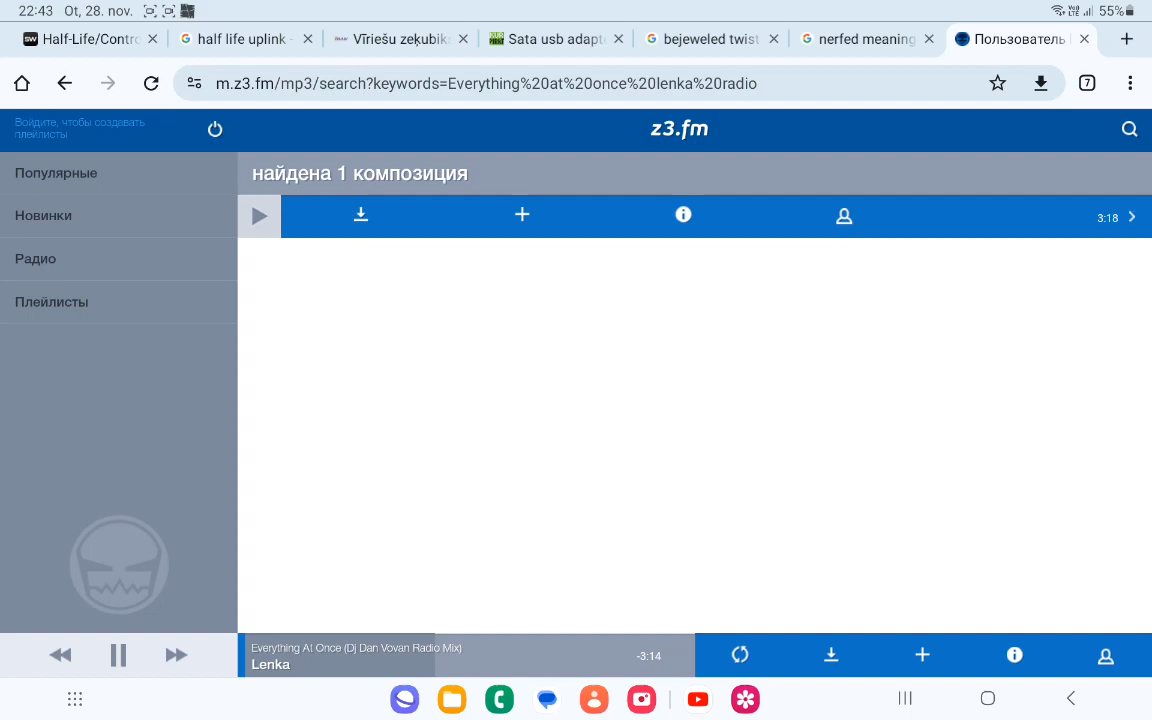 22:43 Ot, 28. nov.
55%
Half-Life/Contro
half life uplink -
Vīriešu zeķubiks
Sata usb adapte
bejeweled twist
nerfed meaning
Пользователь
m.z3.fm/mp3/search?keywords=Everything%20at%20once%20lenka%20radio
7
Войдите, чтобы создавать
плейлисты
z3.fm
Популярные
найдена 1 композиция
3:18
Новинки
Радио
Плейлисты
Everything At Once (Dj Dan Vovan Radio Mix)
Lenka
-3:14